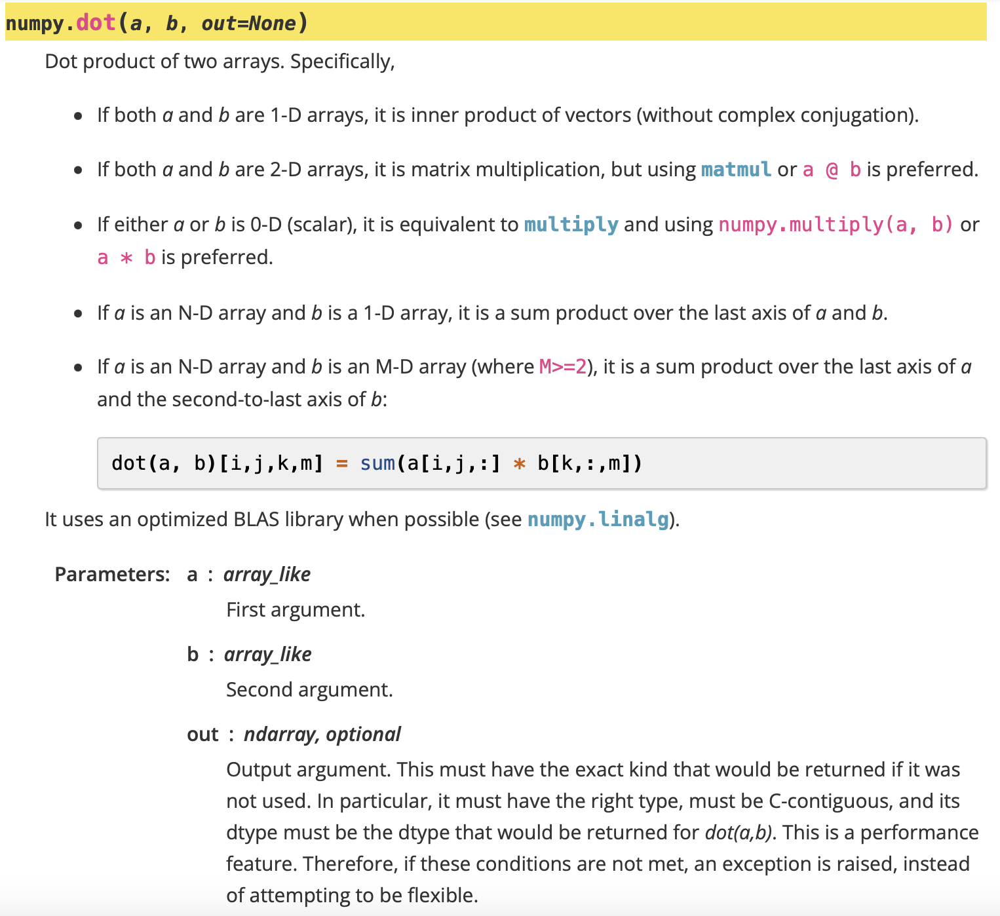 numpy.dot(a, b, out=None)
Dot product of two arrays. Specifically,
• If both a and b are 1-D arrays, it is inner product of vectors (without complex conjugation).
• If both a and b are 2-D arrays, it is matrix multiplication, but using matmul or a @ b is preferred.
• If either a or b is 0-D (scalar), it is equivalent to multiply and using numpy.multiply(a, b) or
a * b is preferred.
• If a is an N-D array and b is a 1-D array, it is a sum product over the last axis of a and b.
• If a is an N-D array and b is an M-D array (where M>=2), it is a sum product over the last axis of a
and the second-to-last axis of b:
dot(a, b)[i,j,k,m] = sum(a[i,j,:] * b[k,:,m])
It uses an optimized BLAS library when possible (see numpy.linalg).
Parameters: a : array_like
First argument.
b : array_like
Second argument.
out : ndarray, optional
Output argument. This must have the exact kind that would be returned if it was
not used. In particular, it must have the right type, must be C-contiguous, and its
dtype must be the dtype that would be returned for dot(a,b). This is a performance
feature. Therefore, if these conditions are not met, an exception is raised, instead
of attempting to be flexible.